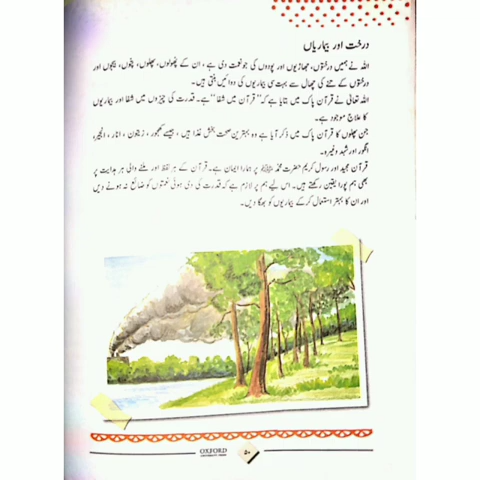 درخت اور بیماریاں
اللہ نے ہمیں درختوں، جھاڑیوں اور پودوں کی جو نعمت دی ہے، ان کے پھولوں، پھلوں، پتوں، بیجوں اور
درختوں کے تنے کی چھال سے بہت سی بیماریوں کی دوائیں بنتی ہیں۔
اللہ تعالیٰ نے قرآن پاک میں بتایا ہے کہ "قرآن میں شفا" ہے۔ قدرت کی چیزوں میں شفا اور بیماریوں
کا علاج موجود ہے۔
جن پھلوں کا قرآن پاک میں ذکر آیا ہے وہ بہترین صحت بخش غذا ہیں، جیسے کھجور، زیتون، انار، انجیر،
انگور اور شہد وغیرہ۔
قرآن مجید اور رسول کریم حضرت محمد ﷺ پر ہمارا ایمان ہے۔ قرآن کے ہر لفظ اور ملنے والی ہر ہدایت پر
بھی ہم پورا یقین رکھتے ہیں۔ اس لیے ہم پر لازم ہے کہ قدرت کی دی ہوئی نعمتوں کو ضائع نہ ہونے دیں
اور ان کا بہتر استعمال کرکے بیماریوں کو بھگا دیں۔
OXFORD
UNIVERSITY PRESS
۵۰